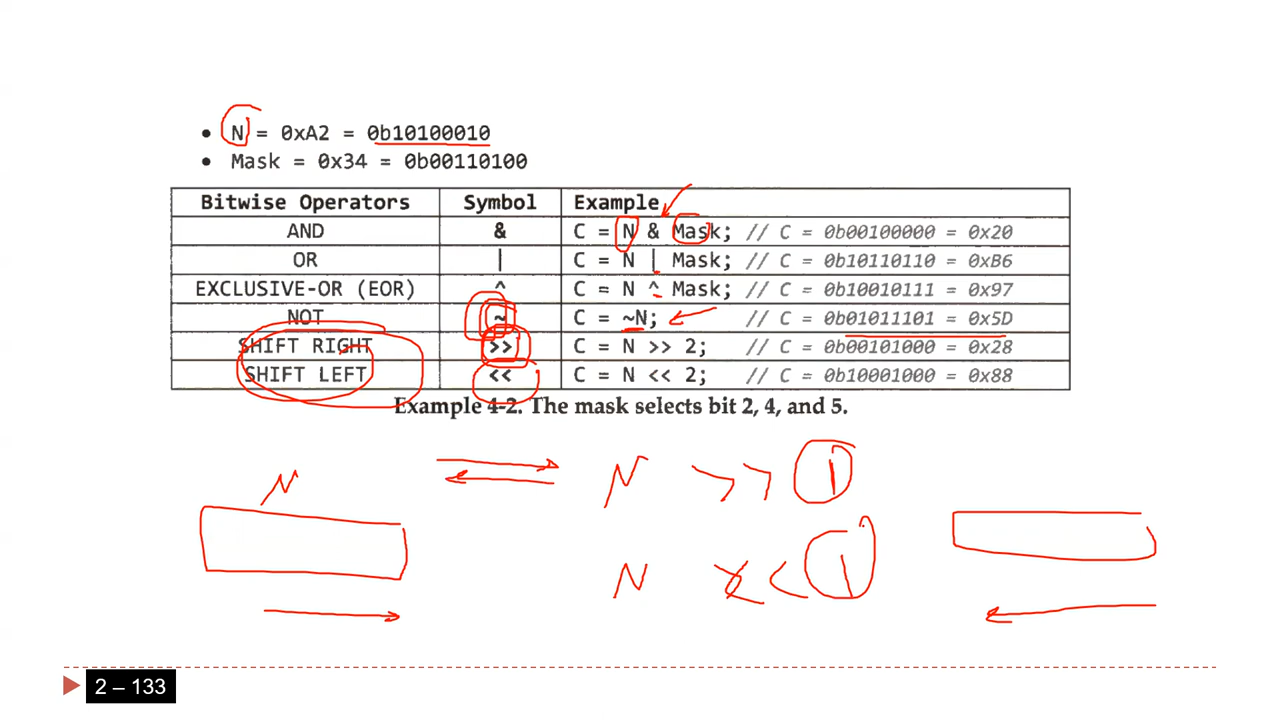 • N = 0xA2 = 0b10100010
• Mask = 0x34 = 0b00110100
Bitwise Operators Symbol Example
AND & C = N & Mask; // C = 0b00100000 = 0x20
OR | C = N | Mask; // C = 0b10110110 = 0xB6
EXCLUSIVE-OR (EOR) ^ C = N ^ Mask; // C = 0b10010111 = 0x97
NOT ~ C = ~N; // C = 0b01011101 = 0x5D
SHIFT RIGHT >> C = N >> 2; // C = 0b00101000 = 0x28
SHIFT LEFT << C = N << 2; // C = 0b10001000 = 0x88
Example 4-2. The mask selects bit 2, 4, and 5.
N
N >> 1
N << 1
2 – 133